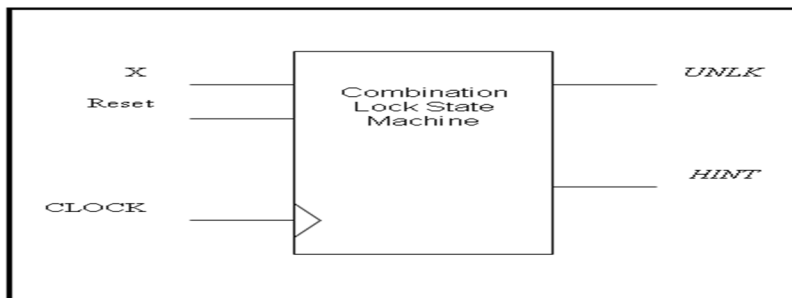 X
UNLK
Reset
Combination
Lock State
Machine
HINT
CLOCK